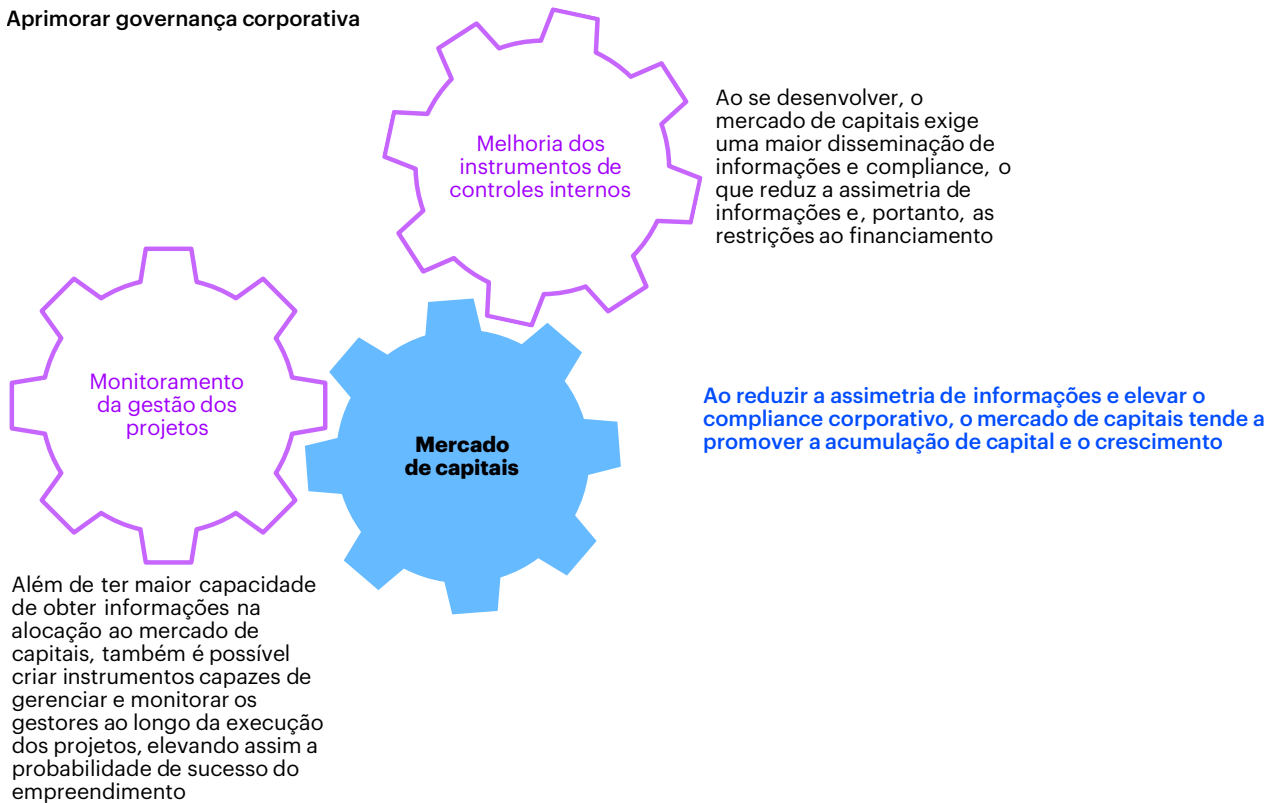 Aprimorar governança corporativa
Melhoria dos
instrumentos de
controles internos
Ao se desenvolver, o
mercado de capitais exige
uma maior disseminação de
informações e compliance, o
que reduz a assimetria de
informações e, portanto, as
restrições ao financiamento
Monitoramento
da gestão dos
projetos
Mercado
de capitais
Ao reduzir a assimetria de informações e elevar o
compliance corporativo, o mercado de capitais tende a
promover a acumulação de capital e o crescimento
Além de ter maior capacidade
de obter informações na
alocação ao mercado de
capitais, também é possível
criar instrumentos capazes de
gerenciar e monitorar os
gestores ao longo da execução
dos projetos, elevando assim a
probabilidade de sucesso do
empreendimento